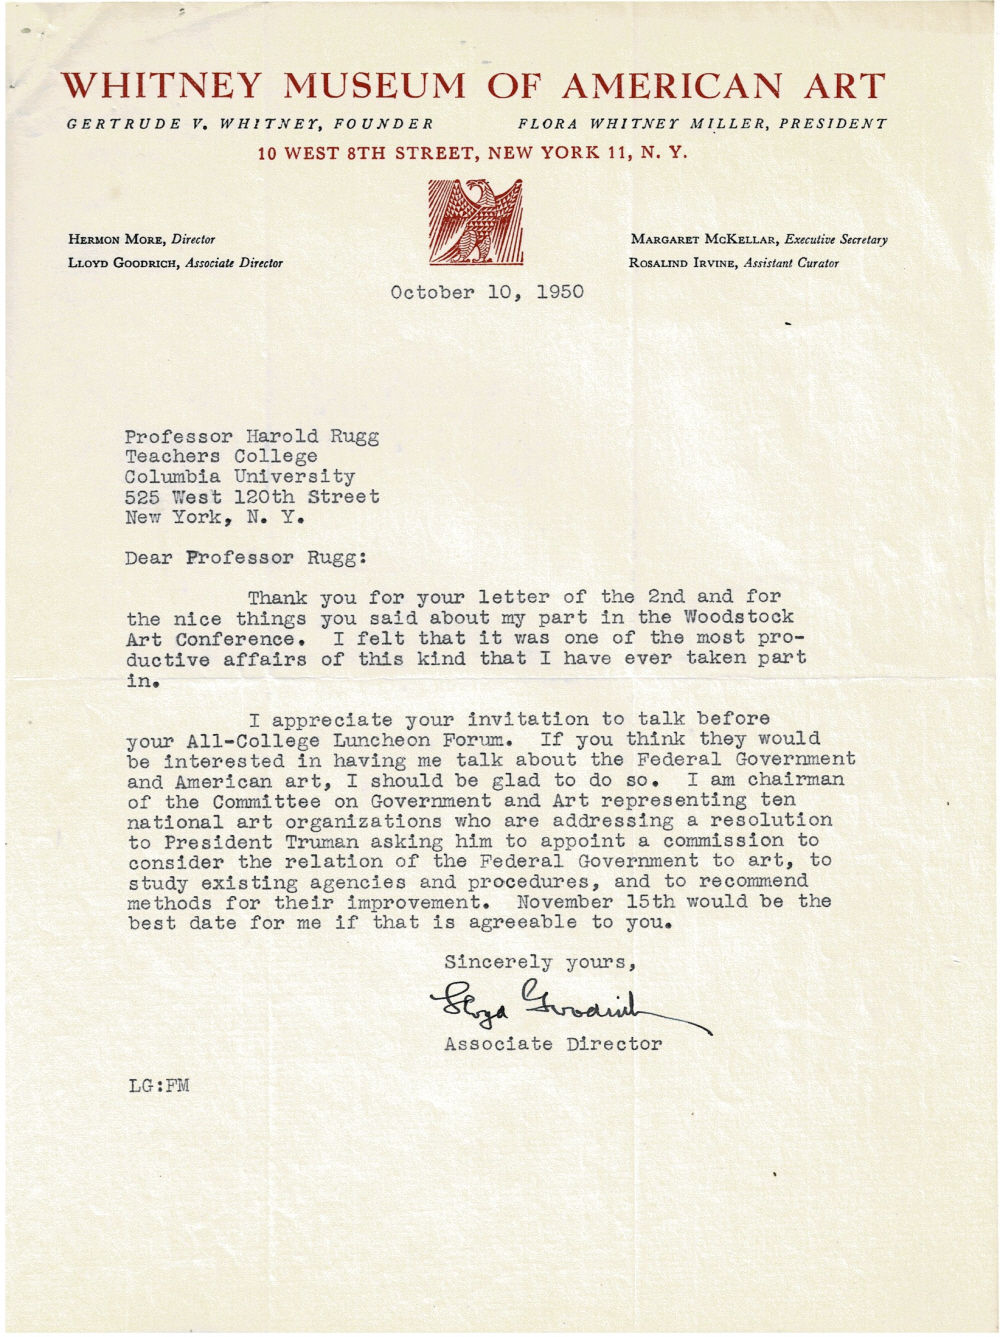 WHITNEY MUSEUM OF AMERICAN ART
GERTRUDE V. WHITNEY, FOUNDER FLORA WHITNEY MILLER, PRESIDENT
10 WEST 8TH STREET, NEW YORK 11, N. Y.
HERMON MORE, Director
LLOYD GOODRICH, Associate Director
MARGARET MCKELLAR, Executive Secretary
ROSALIND IRVINE, Assistant Curator
October 10, 1950
Professor Harold Rugg
Teachers College
Columbia University
525 West 120th Street
New York, N. Y.
Dear Professor Rugg:
Thank you for your letter of the 2nd and for
the nice things you said about my part in the Woodstock
Art Conference. I felt that it was one of the most pro-
ductive affairs of this kind that I have ever taken part
in.
I appreciate your invitation to talk before
your All-College Luncheon Forum. If you think they would
be interested in having me talk about the Federal Government
and American art, I should be glad to do so. I am chairman
of the Committee on Government and Art representing ten
national art organizations who are addressing a resolution
to President Truman asking him to appoint a commission to
consider the relation of the Federal Government to art, to
study existing agencies and procedures, and to recommend
methods for their improvement. November 15th would be the
best date for me if that is agreeable to you.
Sincerely yours,
Lloyd Goodrich
Associate Director
LG:FM